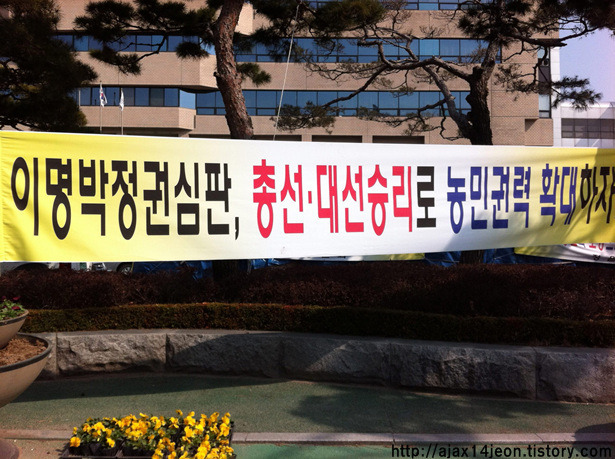 이명박정권심판, 총선·대선승리로 농민권력 확대하자
http://ajax14jeon.tistory.com